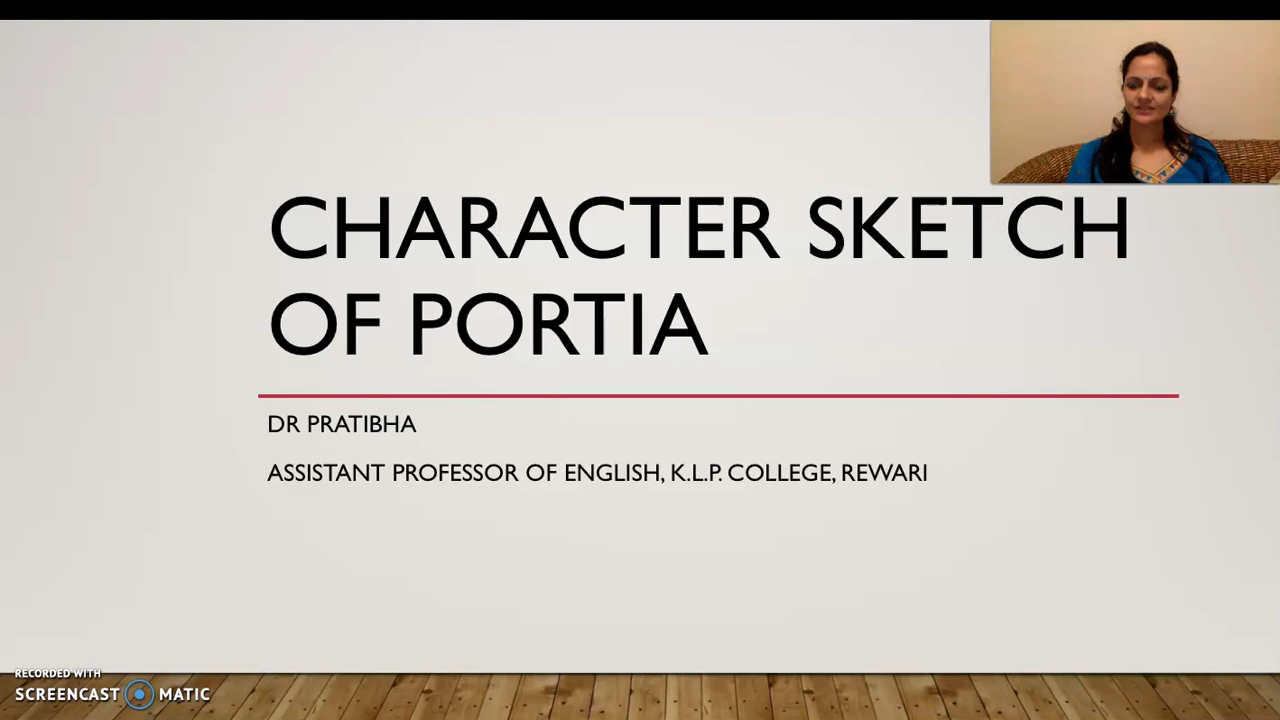 CHARACTER SKETCH
OF PORTIA
DR PRATIBHA
ASSISTANT PROFESSOR OF ENGLISH, K.L.P. COLLEGE, REWARI
RECORDED WITH
SCREENCAST MATIC